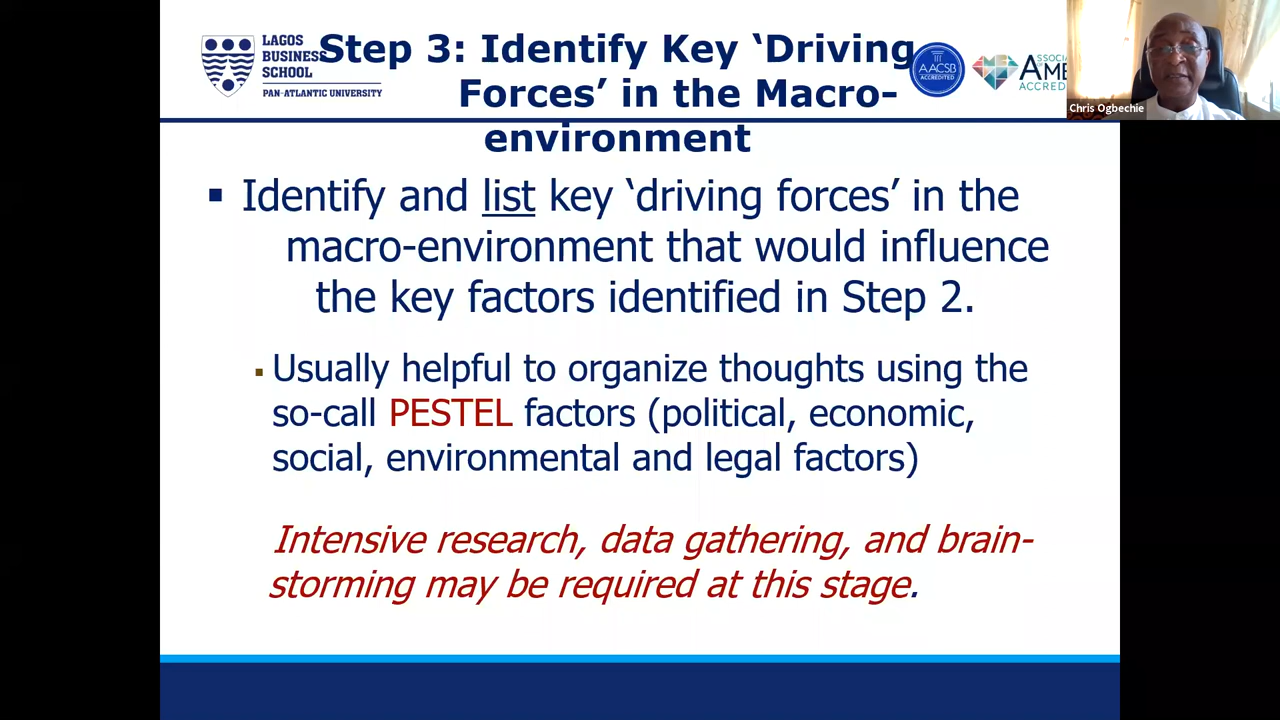 LAGOS
BUSINESS
SCHOOL
PAN-ATLANTIC UNIVERSITY
Step 3: Identify Key ‘Driving
Forces’ in the Macro-
environment
AACSB
ACCREDITED
Chris Ogbechie
▪ Identify and list key ‘driving forces’ in the
macro-environment that would influence
the key factors identified in Step 2.
▪ Usually helpful to organize thoughts using the
so-call PESTEL factors (political, economic,
social, environmental and legal factors)
Intensive research, data gathering, and brain-
storming may be required at this stage.